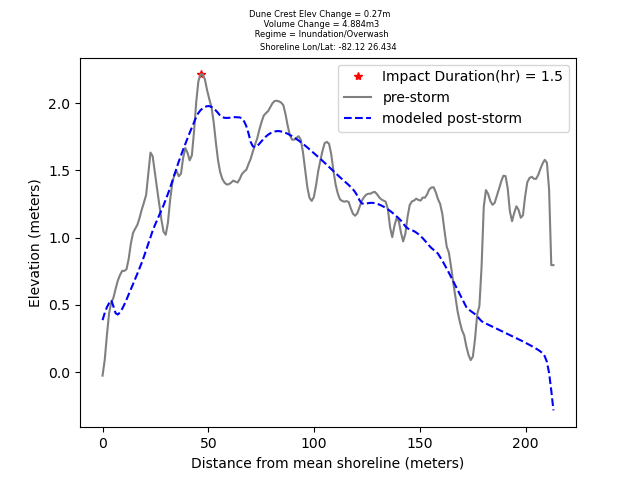 Dune Crest Elev Change = 0.27m
Volume Change = 4.884m3
Regime = Inundation/Overwash
Shoreline Lon/Lat: -82.12 26.434
Impact Duration(hr) = 1.5
pre-storm
modeled post-storm
Elevation (meters)
2.0
1.5
1.0
0.5
0.0
0
50
100
150
200
Distance from mean shoreline (meters)